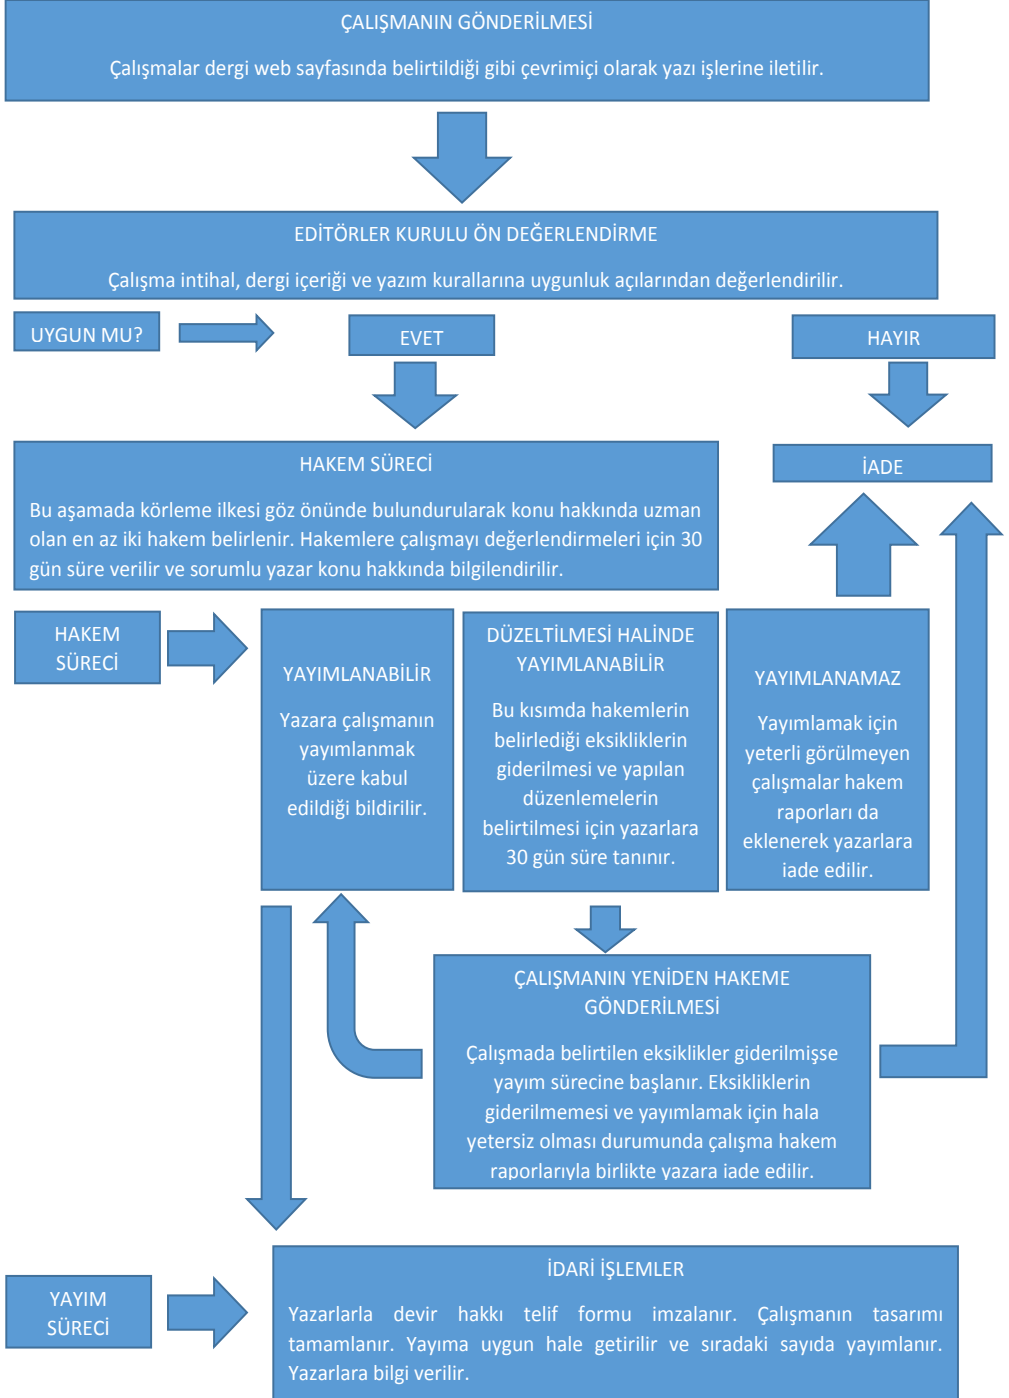 ÇALIŞMANIN GÖNDERİLMESİ
Çalışmalar dergi web sayfasında belirtildiği gibi çevrimiçi olarak yazı işlerine iletilir.
EDİTÖRLER KURULU ÖN DEĞERLENDİRME
Çalışma intihal, dergi içeriği ve yazım kurallarına uygunluk açılarından değerlendirilir.
UYGUN MU?
EVET
HAYIR
HAKEM SÜRECİ
Bu aşamada körleme ilkesi göz önünde bulundurularak konu hakkında uzman
olan en az iki hakem belirlenir. Hakemlere çalışmayı değerlendirmeleri için 30
gün süre verilir ve sorumlu yazar konu hakkında bilgilendirilir.
İADE
HAKEM
SÜRECİ
YAYIMLANABİLİR
Yazara çalışmanın
yayımlanmak
üzere kabul
edildiği bildirilir.
DÜZELTİLMESİ HALİNDE
YAYIMLANABİLİR
Bu kısımda hakemlerin
belirlediği eksikliklerin
giderilmesi ve yapılan
düzenlemelerin
belirtilmesi için yazarlara
30 gün süre tanınır.
YAYIMLANAMAZ
Yayımlamak için
yeterli görülmeyen
çalışmalar hakem
raporları da
eklenerek yazarlara
iade edilir.
ÇALIŞMANIN YENİDEN HAKEME
GÖNDERİLMESİ
Çalışmada belirtilen eksiklikler giderilmişse
yayım sürecine başlanır. Eksikliklerin
giderilmemesi ve yayımlamak için hala
yetersiz olması durumunda çalışma hakem
raporlarıyla birlikte yazara iade edilir.
YAYIM
SÜRECİ
İDARİ İŞLEMLER
Yazarlarla devir hakkı telif formu imzalanır. Çalışmanın tasarımı
tamamlanır. Yayıma uygun hale getirilir ve sıradaki sayıda yayımlanır.
Yazarlara bilgi verilir.